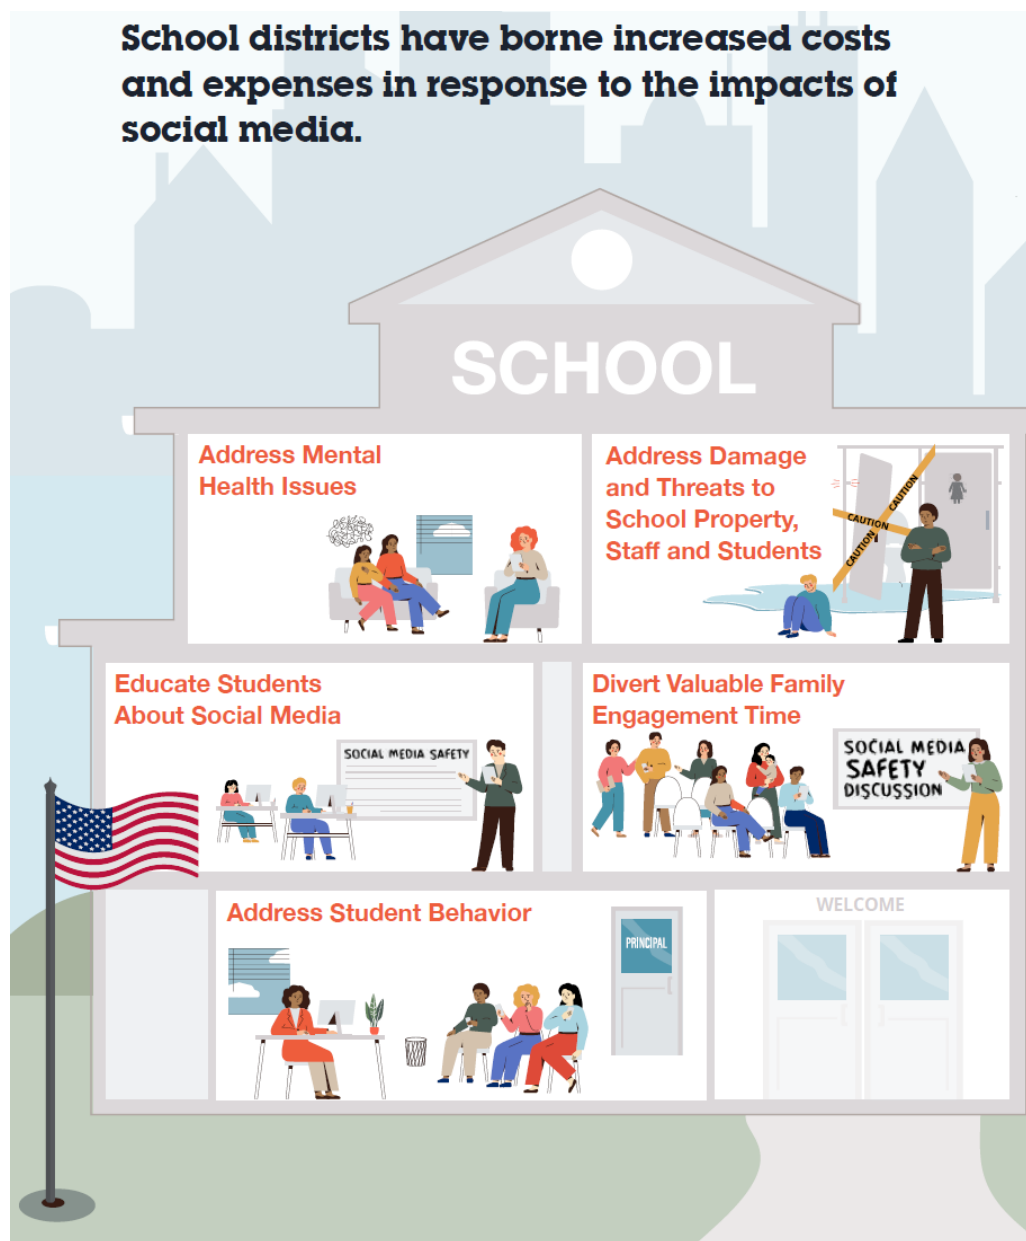 School districts have borne increased costs
and expenses in response to the impacts of
social media.
SCHOOL
Address Mental
Health Issues
Address Damage
and Threats to
School Property,
Staff and Students
CAUTION
CAUTION
CAUTION
Educate Students
About Social Media
SOCIAL MEDIA SAFETY
Divert Valuable Family
Engagement Time
SOCIAL MEDIA
SAFETY
DISCUSSION
Address Student Behavior
PRINCIPAL
WELCOME